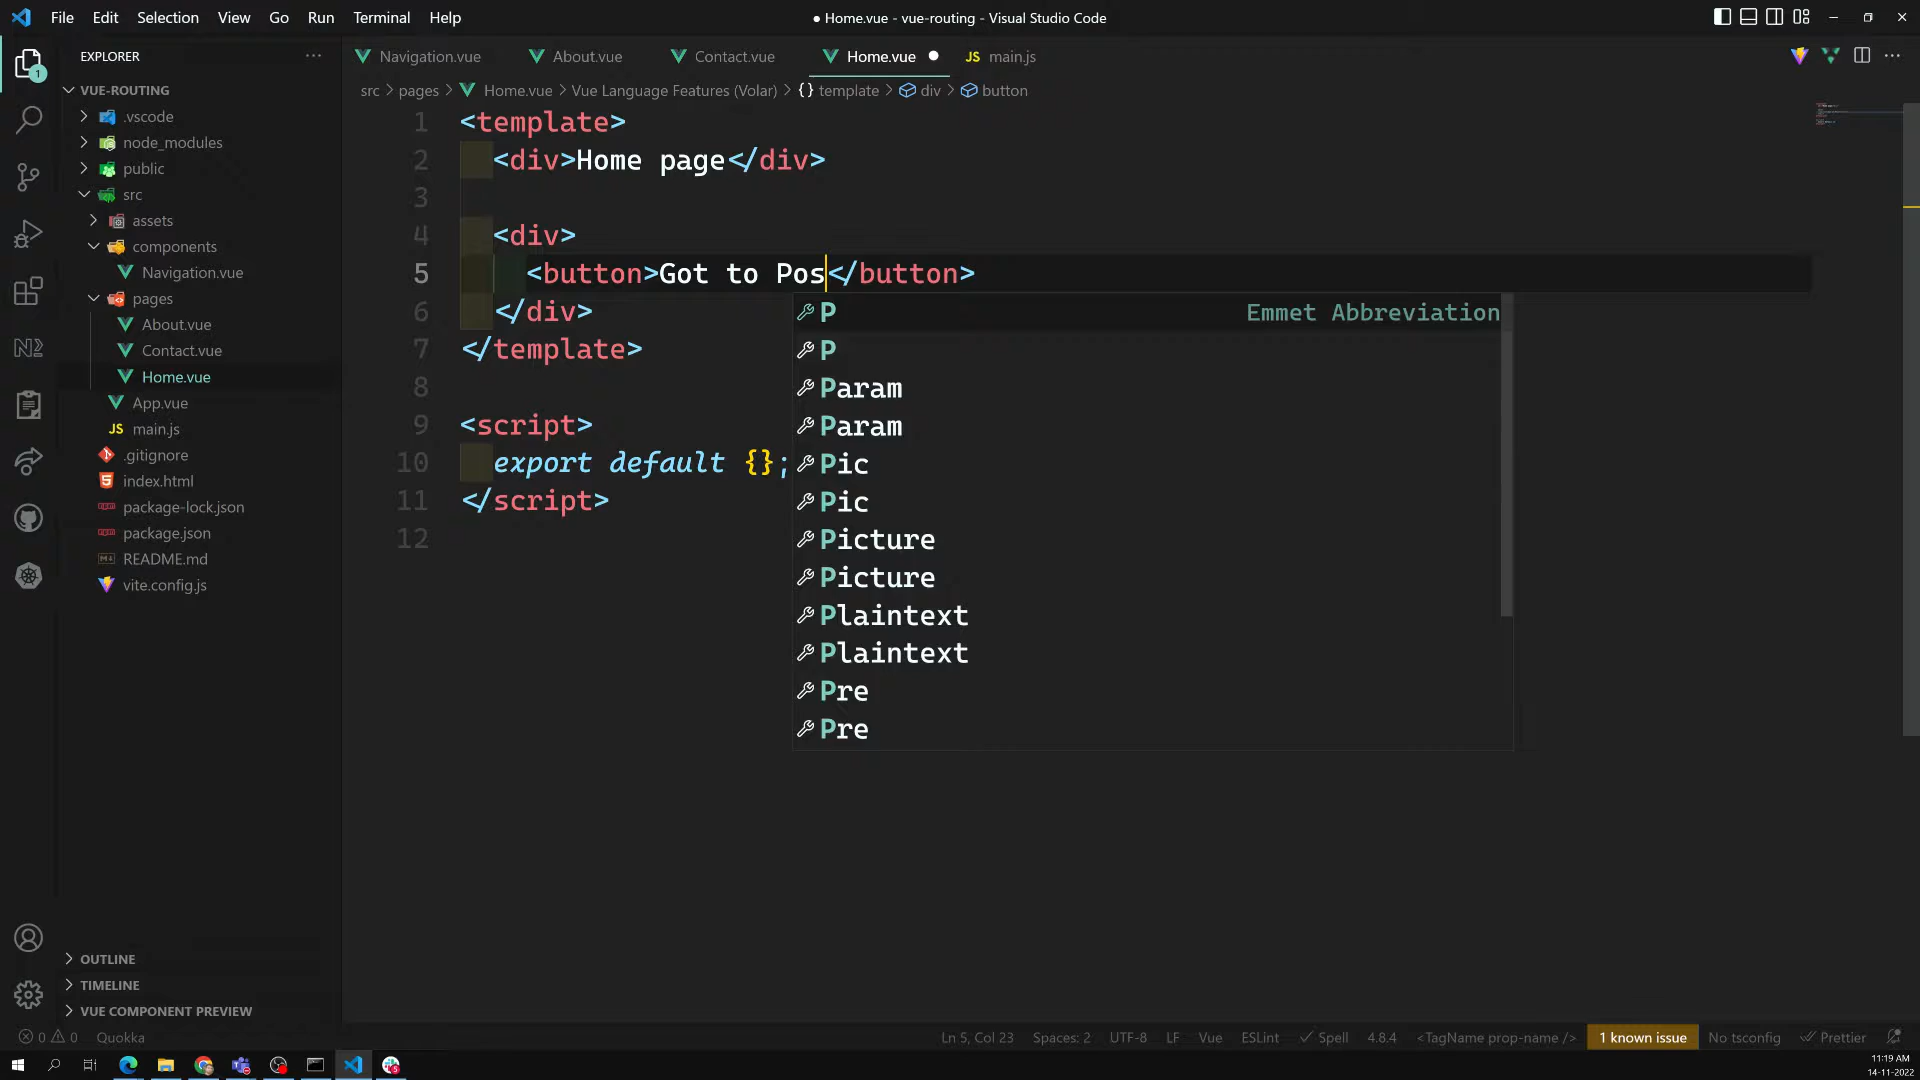 File Edit Selection View Go Run Terminal Help
● Home.vue - vue-routing - Visual Studio Code
EXPLORER
VUE-ROUTING
.vscode
node_modules
public
src
assets
components
Navigation.vue
pages
About.vue
Contact.vue
Home.vue
App.vue
main.js
.gitignore
index.html
package-lock.json
package.json
README.md
vite.config.js
OUTLINE
TIMELINE
VUE COMPONENT PREVIEW
Navigation.vue About.vue Contact.vue Home.vue ● JS main.js
src > pages > Home.vue > Vue Language Features (Volar) > {} template > div > button
1 <template>
2 <div>Home page</div>
3
4 <div>
5 <button>Got to Pos</button>
6 </div>
7 </template>
8
9 <script>
10 export default {};
11 </script>
12
P Emmet Abbreviation
P
Param
Param
Pic
Pic
Picture
Picture
Plaintext
Plaintext
Pre
Pre
0 0 Quokka Ln 5, Col 23 Spaces: 2 UTF-8 LF Vue ESLint Spell 4.8.4 <TagName prop-name /> 1 known issue No tsconfig Prettier
11:19 AM
14-11-2022